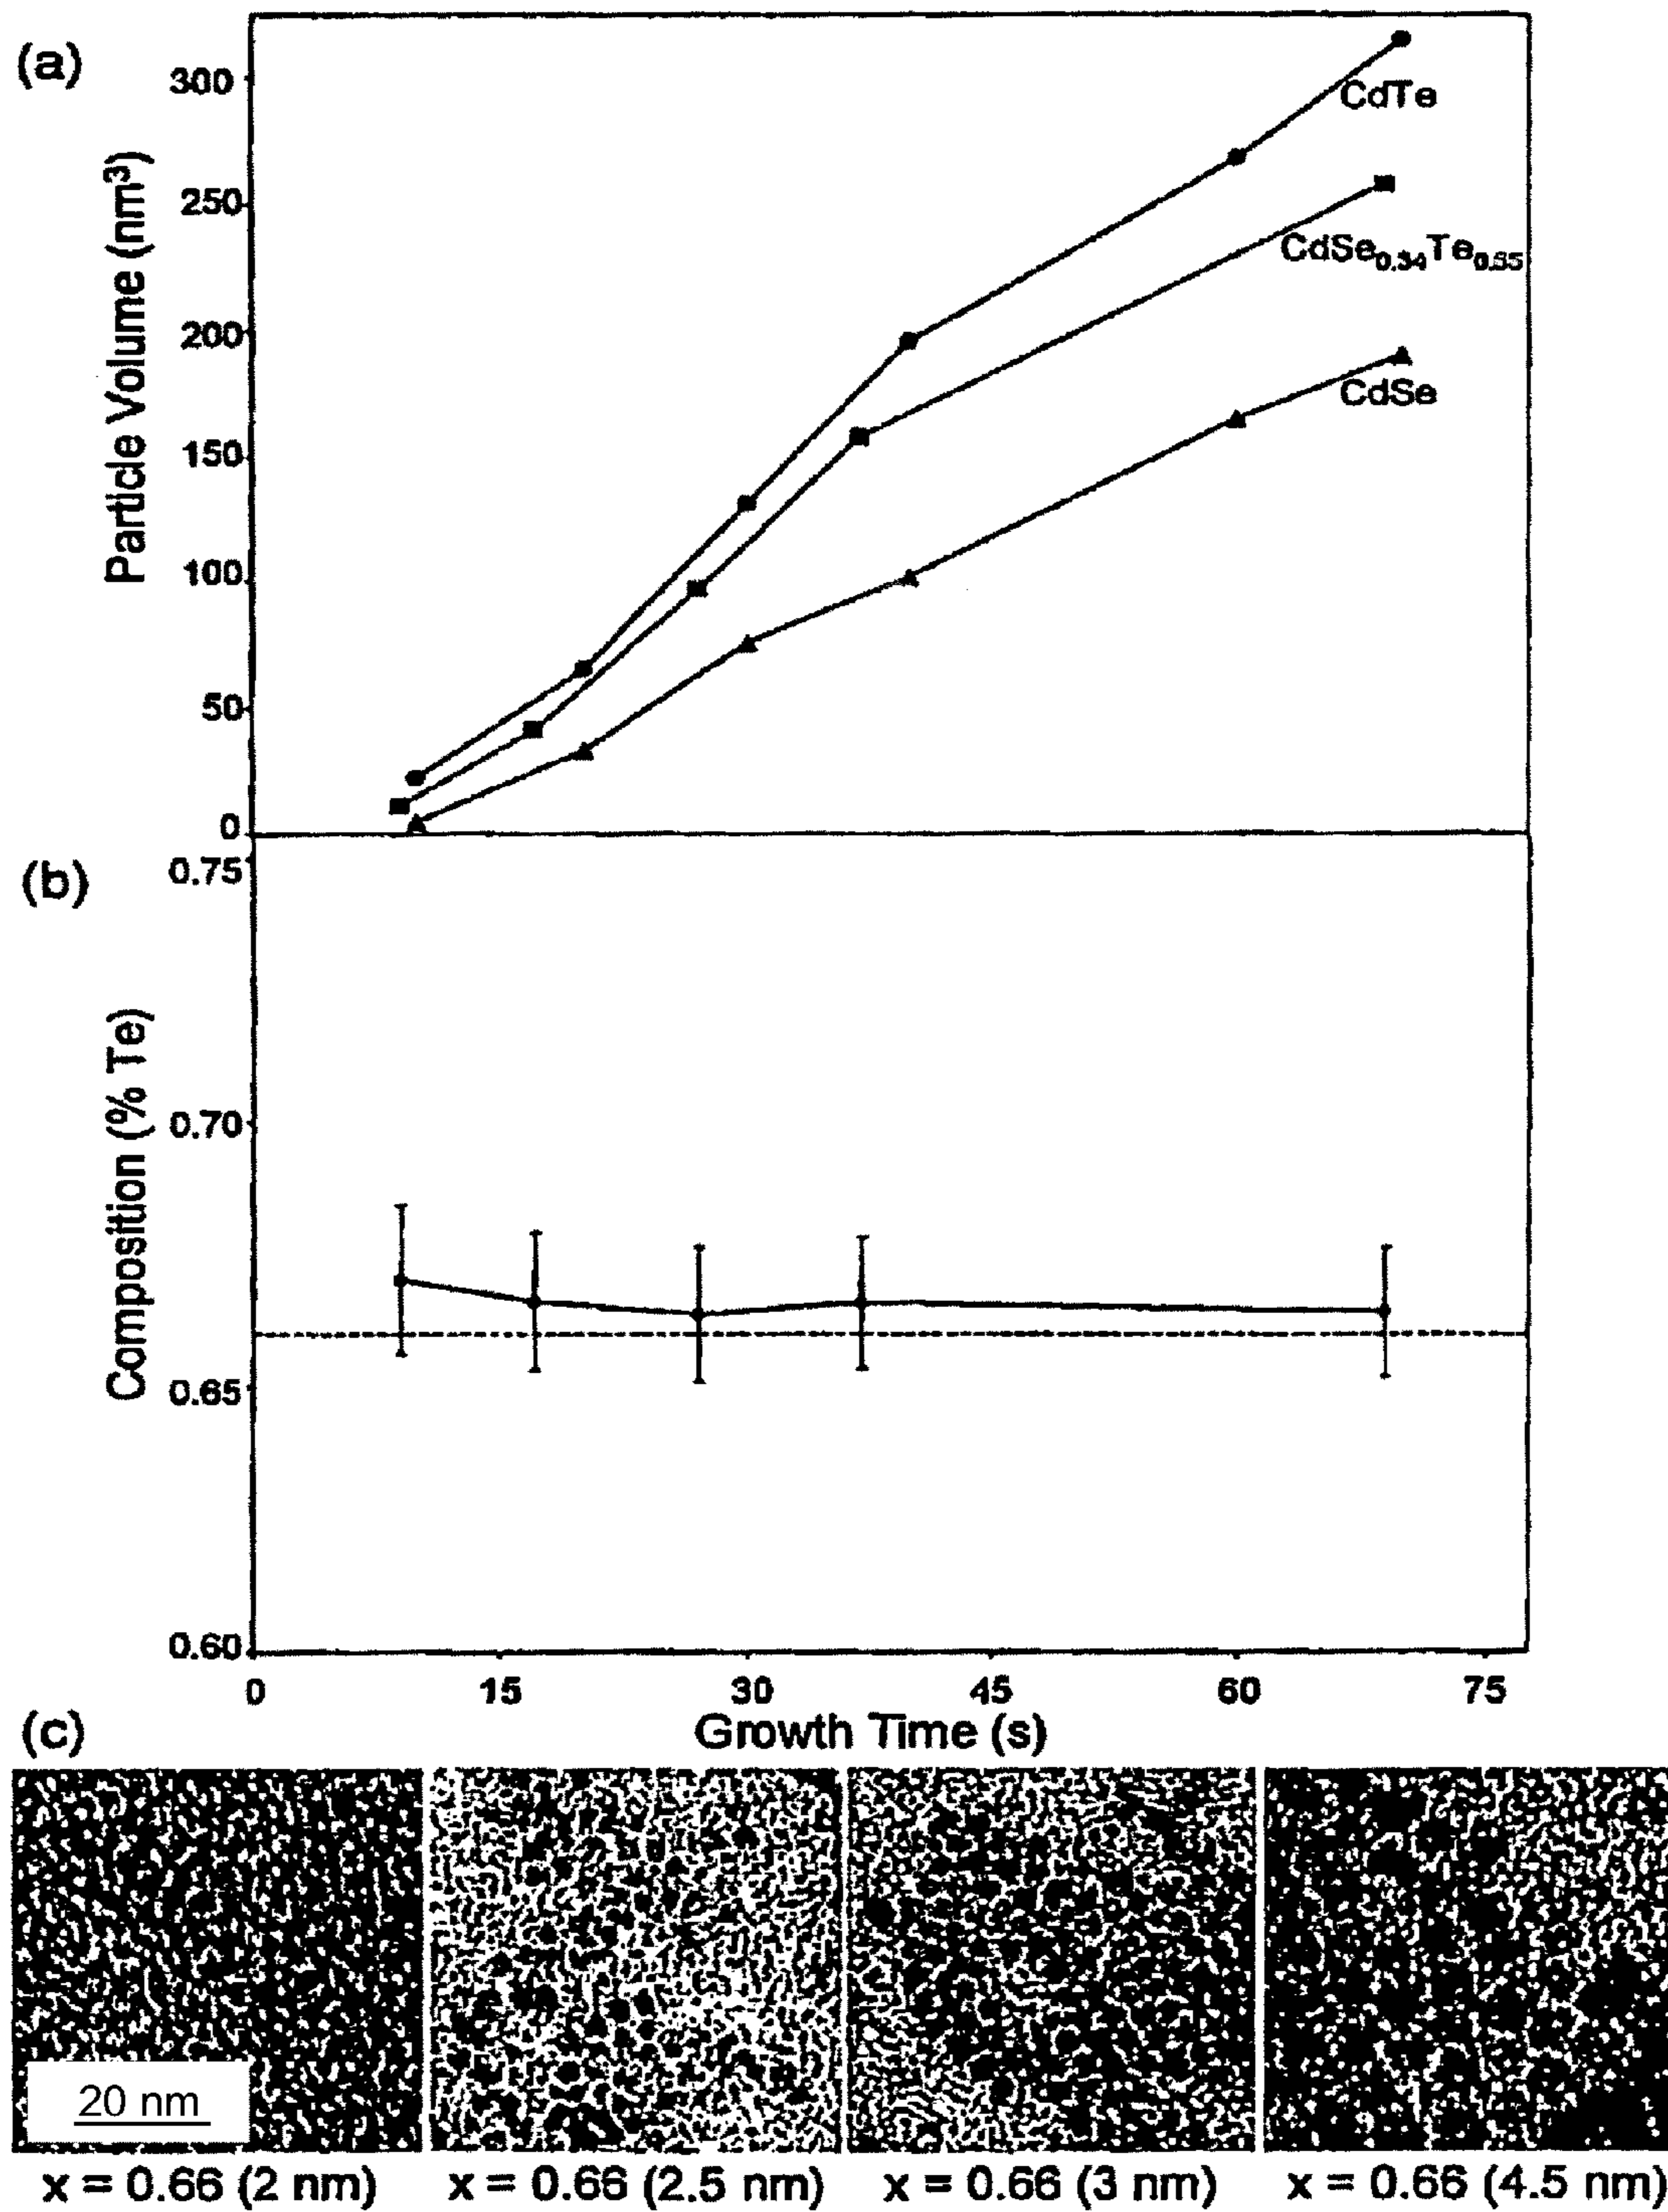 (a)
Particle Volume (nm³)
300
250
200
150
100
50
0
CdTe
CdSe0.34Te0.65
CdSe
(b)
Composition (% Te)
0.75
0.70
0.65
0.60
0 15 30 45 60 75
Growth Time (s)
(c)
20 nm
x = 0.66 (2 nm) x = 0.66 (2.5 nm) x = 0.66 (3 nm) x = 0.66 (4.5 nm)